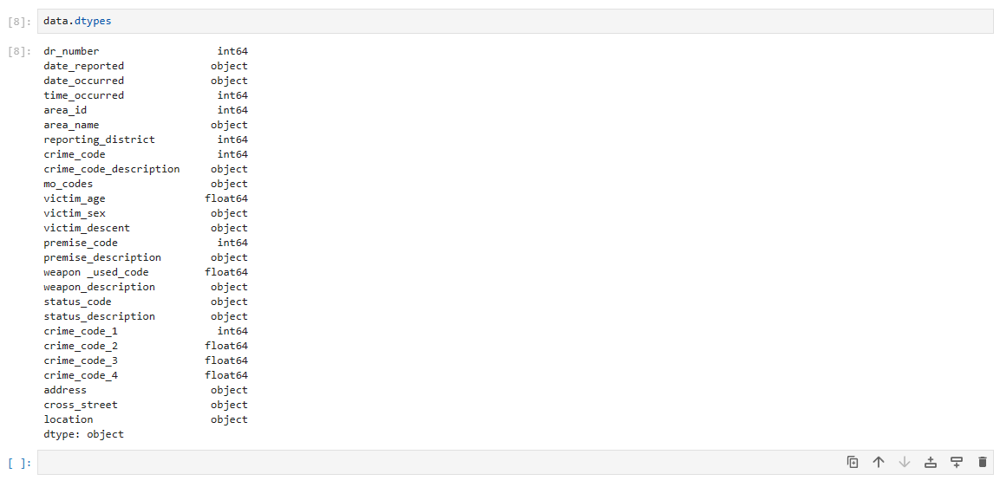 [8]: data.dtypes
[8]: dr_number int64
date_reported object
date_occurred object
time_occurred int64
area_id int64
area_name object
reporting_district int64
crime_code int64
crime_code_description object
mo_codes object
victim_age float64
victim_sex object
victim_descent object
premise_code int64
premise_description object
weapon _used_code float64
weapon_description object
status_code object
status_description object
crime_code_1 int64
crime_code_2 float64
crime_code_3 float64
crime_code_4 float64
address object
cross_street object
location object
dtype: object
[ ]: